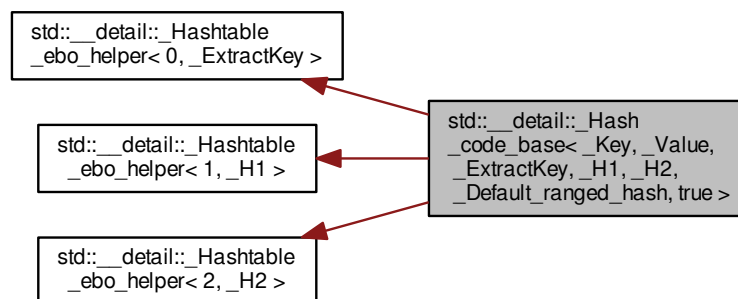 std::__detail::_Hashtable
_ebo_helper< 0, _ExtractKey >
std::__detail::_Hashtable
_ebo_helper< 1, _H1 >
std::__detail::_Hashtable
_ebo_helper< 2, _H2 >
std::__detail::_Hash
_code_base< _Key, _Value,
_ExtractKey, _H1, _H2,
_Default_ranged_hash, true >